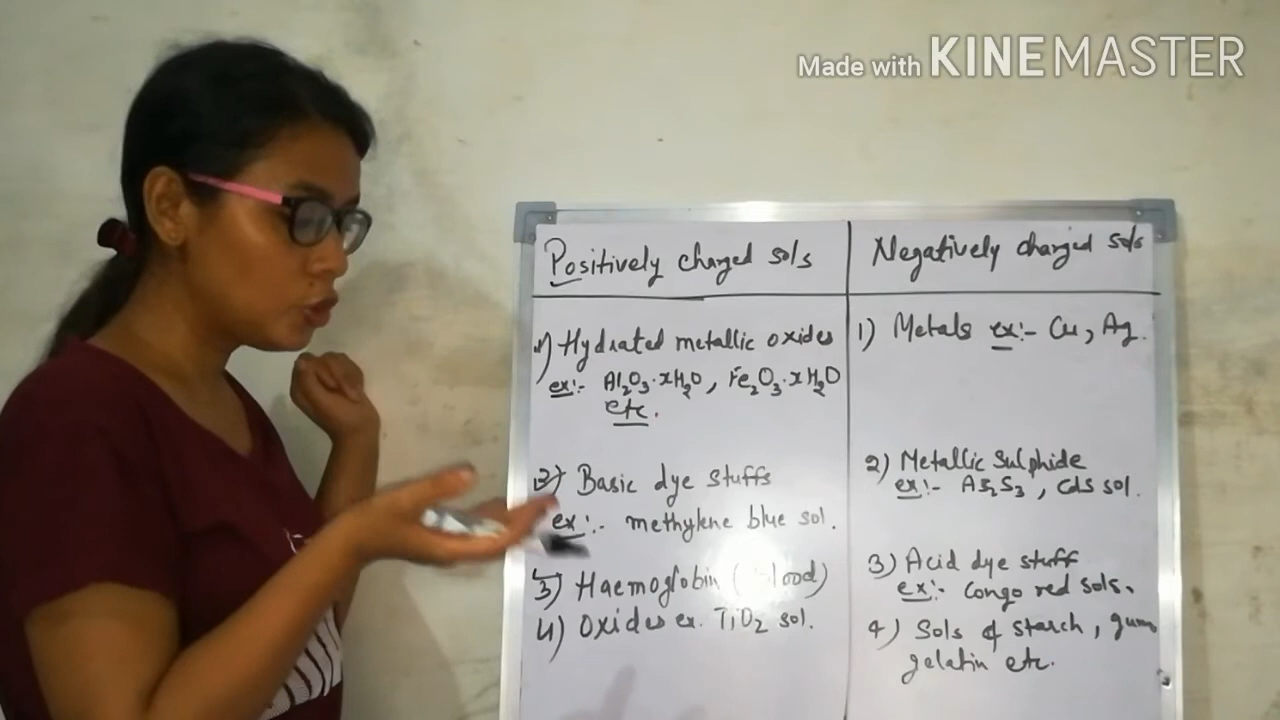 Made with KINEMASTER
Positively charged sols
1) Hydrated metallic oxides
ex:- Al₂O₃·xH₂O, Fe₂O₃·xH₂O
etc.
2) Basic dye stuffs
ex:- methylene blue sol.
3) Haemoglobin (blood)
4) Oxides ex. TiO₂ sol.
Negatively charged sols
1) Metals ex:- Cu, Ag.
2) Metallic Sulphide
ex:- As₂S₃, Cds sol.
3) Acid dye stuff
ex:- Congo red sols.
4) Sols of starch, gum,
gelatin etc.